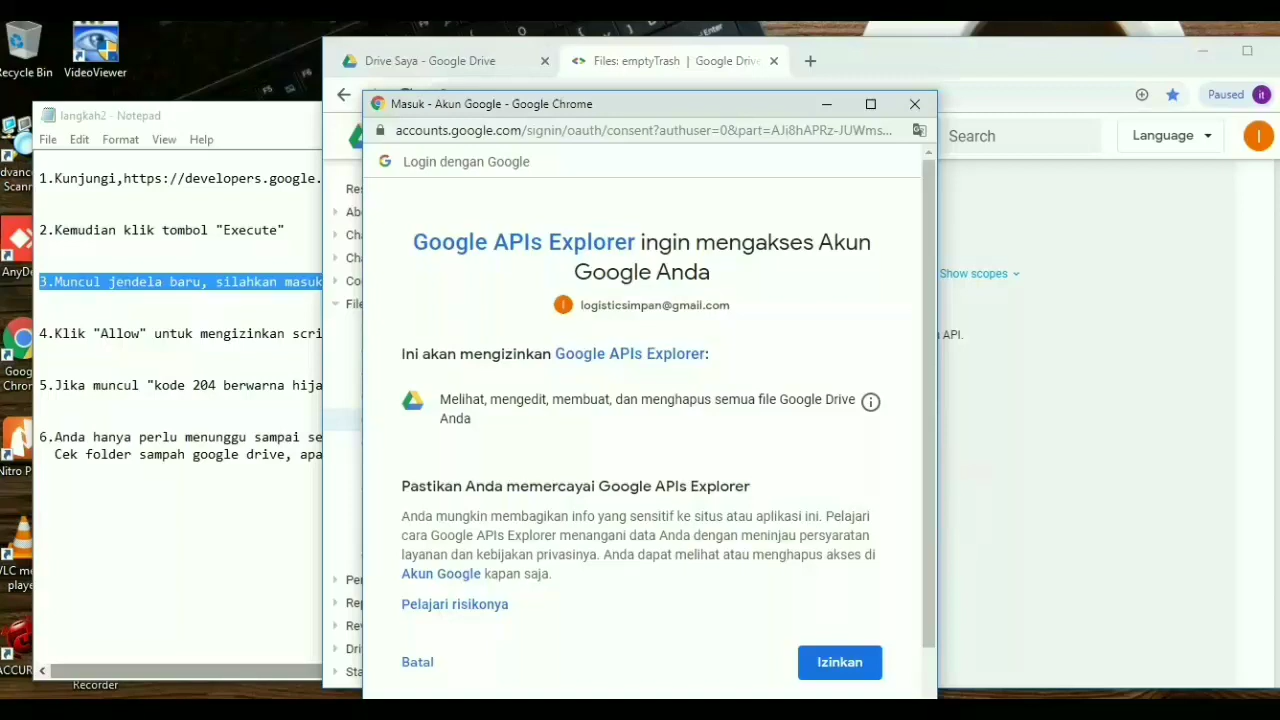 Recycle Bin
VideoViewer
Drive Saya - Google Drive
Files: emptyTrash | Google Drive
Paused
it
langkah2 - Notepad
File Edit Format View Help
Masuk - Akun Google - Google Chrome
accounts.google.com/signin/oauth/consent?authuser=0&part=AJi8hAPRz-JUWms...
Search
Language
I
G Login dengan Google
1.Kunjungi,https://developers.google.
2.Kemudian klik tombol "Execute"
3.Muncul jendela baru, silahkan masuk
4.Klik "Allow" untuk mengizinkan scri
5.Jika muncul "kode 204 berwarna hija
6.Anda hanya perlu menunggu sampai se
Cek folder sampah google drive, apa
Google APIs Explorer ingin mengakses Akun
Google Anda
I logisticsimpan@gmail.com
Ini akan mengizinkan Google APIs Explorer:
Melihat, mengedit, membuat, dan menghapus semua file Google Drive
Anda
Pastikan Anda memercayai Google APIs Explorer
Anda mungkin membagikan info yang sensitif ke situs atau aplikasi ini. Pelajari
cara Google APIs Explorer menangani data Anda dengan meninjau persyaratan
layanan dan kebijakan privasinya. Anda dapat melihat atau menghapus akses di
Akun Google kapan saja.
Pelajari risikonya
Batal
Izinkan
Show scopes
API.
Recorder